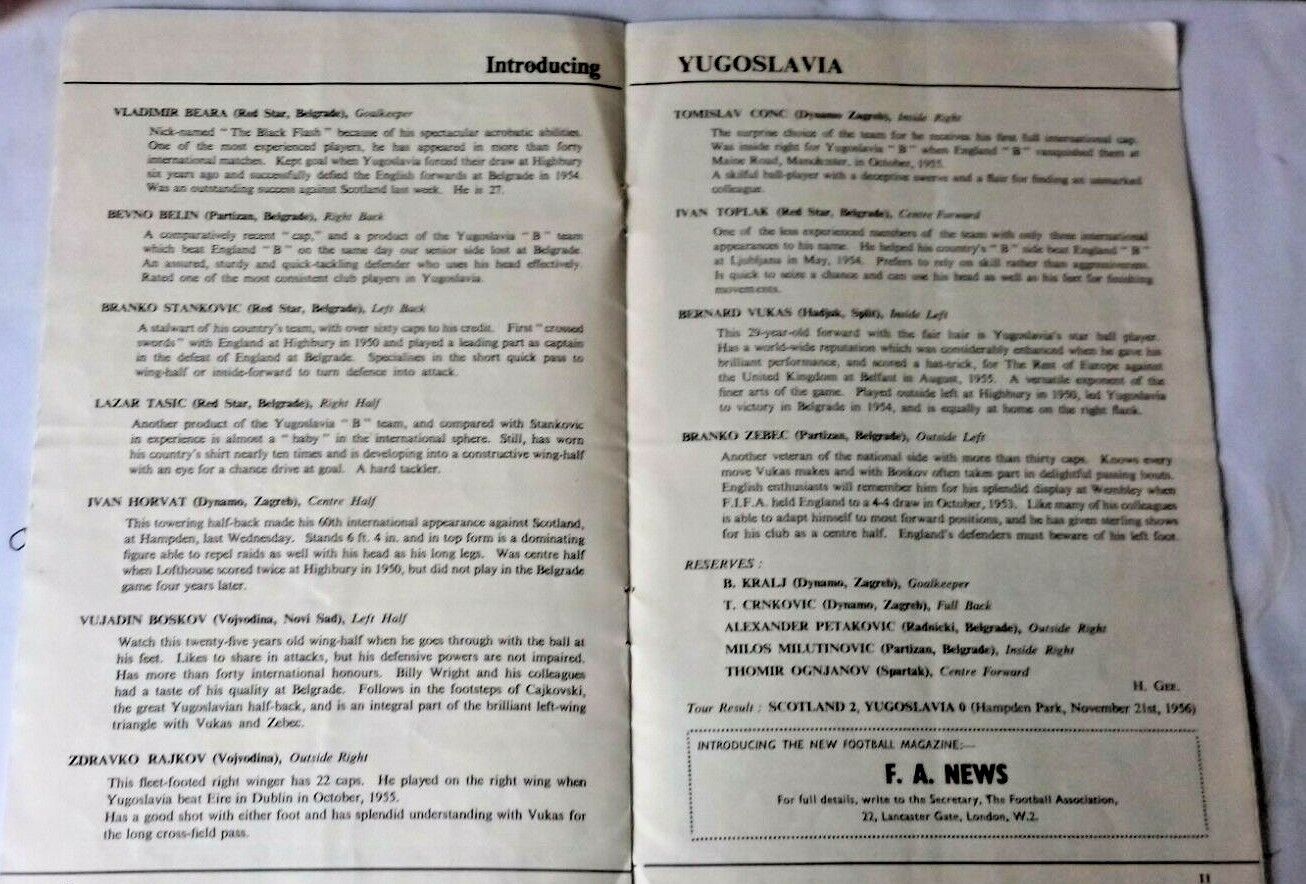 Introducing
VLADIMIR BEARA (Red Star, Belgrade), Goalkeeper
Nick-named "The Black Flash" because of his spectacular acrobatic abilities.
One of the most experienced players, he has appeared in more than forty
international matches. Kept goal when Yugoslavia forced their draw at Highbury
six years ago and successfully defied the English forwards at Belgrade in 1954.
Was an outstanding success against Scotland last week. He is 27.
BEVNO BELIN (Partizan, Belgrade), Right Back
A comparatively recent "cap," and a product of the Yugoslavia "B" team
which beat England "B" on the same day our senior side lost at Belgrade.
An assured, sturdy and quick-tackling defender who uses his head effectively.
Rated one of the most consistent club players in Yugoslavia.
BRANKO STANKOVIC (Red Star, Belgrade), Left Back
A stalwart of his country's team, with over sixty caps to his credit. First "crossed
swords" with England at Highbury in 1950 and played a leading part as captain
in the defeat of England at Belgrade. Specialises in the short quick pass to
wing-half or inside-forward to turn defence into attack.
LAZAR TASIC (Red Star, Belgrade), Right Half
Another product of the Yugoslavia "B" team, and compared with Stankovic
in experience is almost a "baby" in the international sphere. Still, has worn
his country's shirt nearly ten times and is developing into a constructive wing-half
with an eye for a chance drive at goal. A hard tackler.
IVAN HORVAT (Dynamo, Zagreb), Centre Half
This towering half-back made his 60th international appearance against Scotland,
at Hampden, last Wednesday. Stands 6 ft. 4 in. and in top form is a dominating
figure able to repel raids as well with his head as his long legs. Was centre half
when Lofthouse scored twice at Highbury in 1950, but did not play in the Belgrade
game four years later.
VUJADIN BOSKOV (Vojvodina, Novi Sad), Left Half
Watch this twenty-five years old wing-half when he goes through with the ball at
his feet. Likes to share in attacks, but his defensive powers are not impaired.
Has more than forty international honours. Billy Wright and his colleagues
had a taste of his quality at Belgrade. Follows in the footsteps of Cajkovski,
the great Yugoslavian half-back, and is an integral part of the brilliant left-wing
triangle with Vukas and Zebec.
ZDRAVKO RAJKOV (Vojvodina), Outside Right
This fleet-footed right winger has 22 caps. He played on the right wing when
Yugoslavia beat Eire in Dublin in October, 1955.
Has a good shot with either foot and has splendid understanding with Vukas for
the long cross-field pass.
YUGOSLAVIA
TOMISLAV CONC (Dynamo Zagreb), Inside Right
The surprise choice of the team for he receives his first full international cap.
Was inside right for Yugoslavia "B" when England "B" vanquished them at
Maine Road, Manchester, in October, 1955.
A skilful ball-player with a deceptive swerve and a flair for finding an unmarked
colleague.
IVAN TOPLAK (Red Star, Belgrade), Centre Forward
One of the less experienced members of the team with only three international
appearances to his name. He helped his country's "B" side beat England "B"
at Ljubljana in May, 1954. Prefers to rely on skill rather than aggressiveness.
Is quick to seize a chance and can use his head as well as his feet for finishing
movements.
BERNARD VUKAS (Hadjuk, Split), Inside Left
This 29-year-old forward with the fair hair is Yugoslavia's star ball player.
Has a world-wide reputation which was considerably enhanced when he gave his
brilliant performance, and scored a hat-trick, for The Rest of Europe against
the United Kingdom at Belfast in August, 1955. A versatile exponent of the
finer arts of the game. Played outside left at Highbury in 1950, led Yugoslavia
to victory in Belgrade in 1954, and is equally at home on the right flank.
BRANKO ZEBEC (Partizan, Belgrade), Outside Left
Another veteran of the national side with more than thirty caps. Knows every
move Vukas makes and with Boskov often takes part in delightful passing bouts.
English enthusiasts will remember him for his splendid display at Wembley when
F.I.F.A. held England to a 4-4 draw in October, 1953. Like many of his colleagues
is able to adapt himself to most forward positions, and he has given sterling shows
for his club as a centre half. England's defenders must beware of his left foot.
RESERVES :
B. KRALJ (Dynamo, Zagreb), Goalkeeper
T. CRNKOVIC (Dynamo, Zagreb), Full Back
ALEXANDER PETAKOVIC (Radnicki, Belgrade), Outside Right
MILOS MILUTINOVIC (Partizan, Belgrade), Inside Right
THOMIR OGNJANOV (Spartak), Centre Forward
H. GEE.
Tour Result : SCOTLAND 2, YUGOSLAVIA 0 (Hampden Park, November 21st, 1956)
INTRODUCING THE NEW FOOTBALL MAGAZINE:—
F. A. NEWS
For full details, write to the Secretary, The Football Association,
22, Lancaster Gate, London, W.2.
11